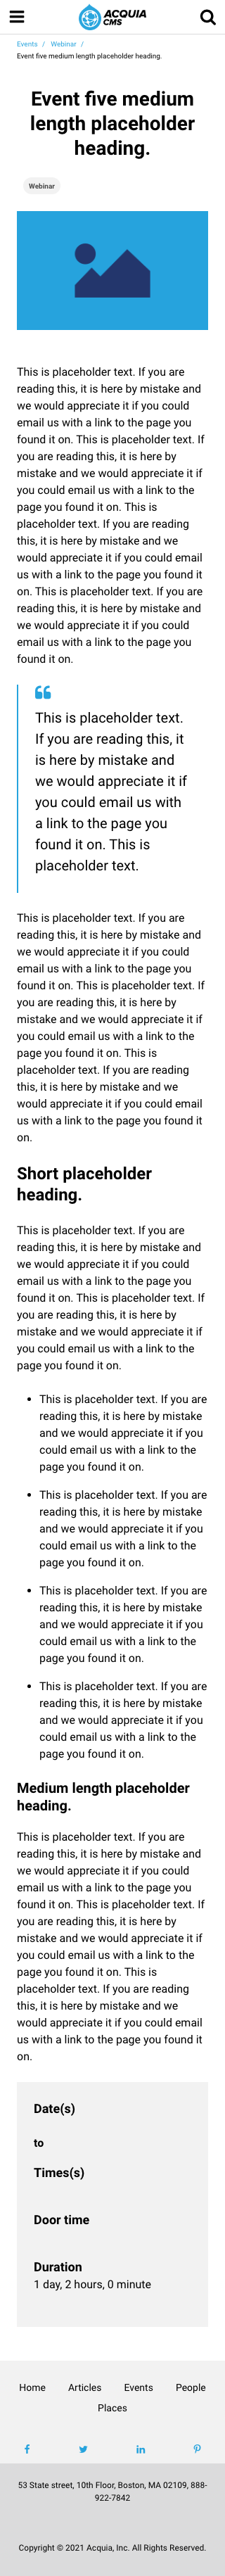 ACQUIA
CMS
Events / Webinar /
Event five medium length placeholder heading.
Event five medium
length placeholder
heading.
Webinar
This is placeholder text. If you are
reading this, it is here by mistake and
we would appreciate it if you could
email us with a link to the page you
found it on. This is placeholder text. If
you are reading this, it is here by
mistake and we would appreciate it if
you could email us with a link to the
page you found it on. This is
placeholder text. If you are reading
this, it is here by mistake and we
would appreciate it if you could email
us with a link to the page you found it
on. This is placeholder text. If you are
reading this, it is here by mistake and
we would appreciate it if you could
email us with a link to the page you
found it on.
This is placeholder text.
If you are reading this, it
is here by mistake and
we would appreciate it if
you could email us with
a link to the page you
found it on. This is
placeholder text.
This is placeholder text. If you are
reading this, it is here by mistake and
we would appreciate it if you could
email us with a link to the page you
found it on. This is placeholder text. If
you are reading this, it is here by
mistake and we would appreciate it if
you could email us with a link to the
page you found it on. This is
placeholder text. If you are reading
this, it is here by mistake and we
would appreciate it if you could email
us with a link to the page you found it
on.
Short placeholder
heading.
This is placeholder text. If you are
reading this, it is here by mistake and
we would appreciate it if you could
email us with a link to the page you
found it on. This is placeholder text. If
you are reading this, it is here by
mistake and we would appreciate it if
you could email us with a link to the
page you found it on.
• This is placeholder text. If you are
reading this, it is here by mistake
and we would appreciate it if you
could email us with a link to the
page you found it on.
• This is placeholder text. If you are
reading this, it is here by mistake
and we would appreciate it if you
could email us with a link to the
page you found it on.
• This is placeholder text. If you are
reading this, it is here by mistake
and we would appreciate it if you
could email us with a link to the
page you found it on.
• This is placeholder text. If you are
reading this, it is here by mistake
and we would appreciate it if you
could email us with a link to the
page you found it on.
Medium length placeholder
heading.
This is placeholder text. If you are
reading this, it is here by mistake and
we would appreciate it if you could
email us with a link to the page you
found it on. This is placeholder text. If
you are reading this, it is here by
mistake and we would appreciate it if
you could email us with a link to the
page you found it on. This is
placeholder text. If you are reading
this, it is here by mistake and we
would appreciate it if you could email
us with a link to the page you found it
on.
Date(s)
to
Times(s)
Door time
Duration
1 day, 2 hours, 0 minute
Home Articles Events People
Places
53 State street, 10th Floor, Boston, MA 02109, 888-
922-7842
Copyright © 2021 Acquia, Inc. All Rights Reserved.